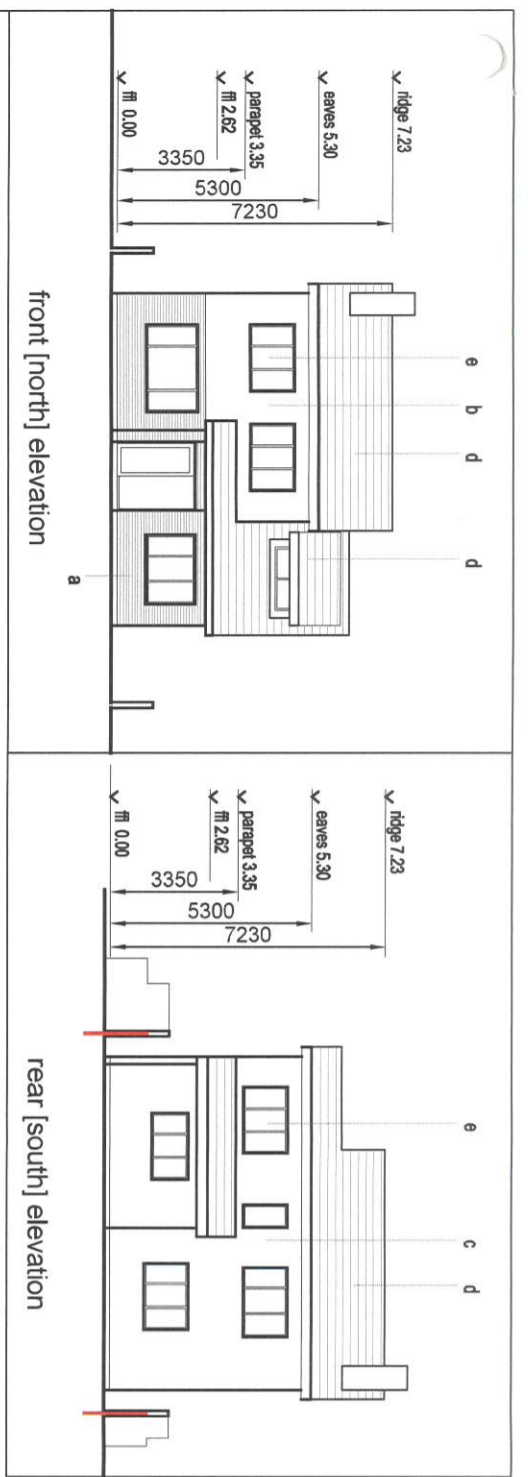 ridge 7.23
eaves 5.30
parapet 3.35
ffl 2.62
ffl 0.00
3350
5300
7230
e
b
d
d
a
front [north] elevation
ridge 7.23
eaves 5.30
parapet 3.35
ffl 2.62
ffl 0.00
3350
5300
7230
e
c
d
rear [south] elevation